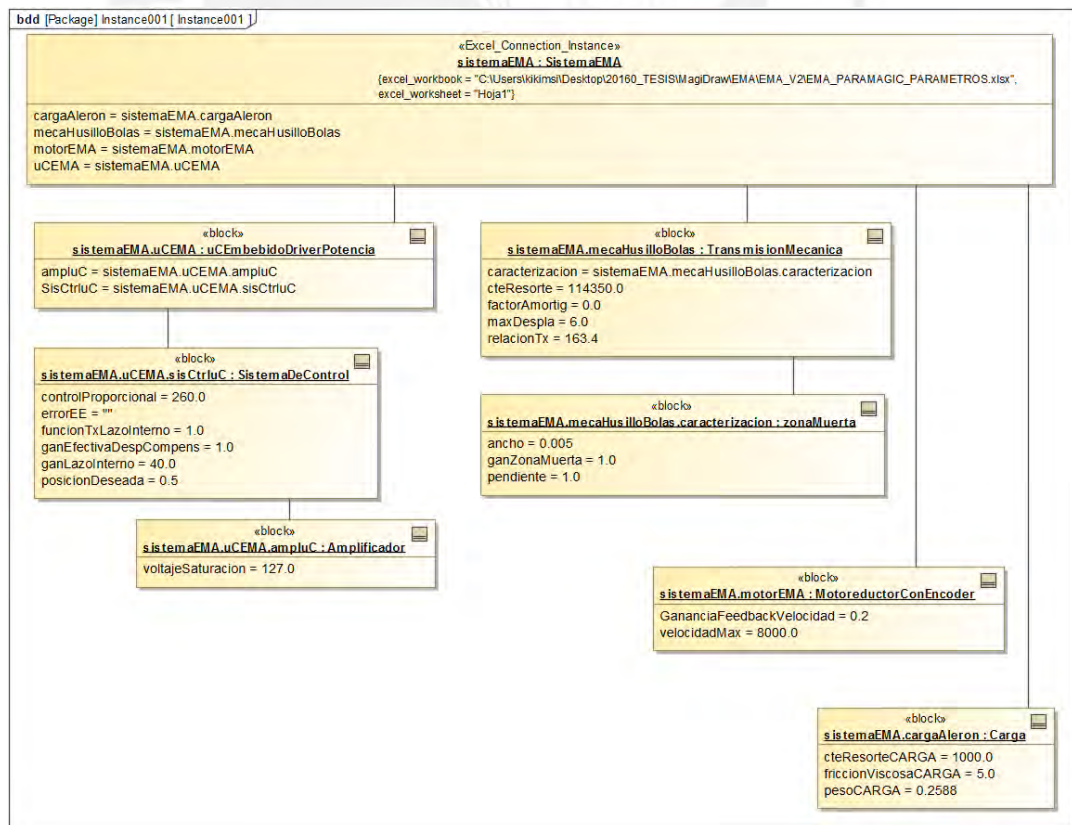 bdd [Package] Instance001 [ Instance001 ]
«Excel_Connection_Instance»
sistemaEMA : SistemaEMA
{excel_workbook = "C:\Users\kikimsi\Desktop\20160_TESIS\MagiDraw\EMA\EMA_V2\EMA_PARAMAGIC_PARAMETROS.xlsx",
excel_worksheet = "Hoja1"}
cargaAleron = sistemaEMA.cargaAleron
mecaHusilloBolas = sistemaEMA.mecaHusilloBolas
motorEMA = sistemaEMA.motorEMA
uCEMA = sistemaEMA.uCEMA
«block»
sistemaEMA.uCEMA : uCEmbebidoDriverPotencia
ampluC = sistemaEMA.uCEMA.ampluC
SisCtrluC = sistemaEMA.uCEMA.sisCtrluC
«block»
sistemaEMA.mecaHusilloBolas : TransmisionMecanica
caracterizacion = sistemaEMA.mecaHusilloBolas.caracterizacion
cteResorte = 114350.0
factorAmortig = 0.0
maxDespla = 6.0
relacionTx = 163.4
«block»
sistemaEMA.uCEMA.sisCtrluC : SistemaDeControl
controlProporcional = 260.0
errorEE = ""
funcionTxLazoInterno = 1.0
ganEfectivaDespCompens = 1.0
ganLazoInterno = 40.0
posicionDeseada = 0.5
«block»
sistemaEMA.mecaHusilloBolas.caracterizacion : zonaMuerta
ancho = 0.005
ganZonaMuerta = 1.0
pendiente = 1.0
«block»
sistemaEMA.uCEMA.ampluC : Amplificador
voltajeSaturacion = 127.0
«block»
sistemaEMA.motorEMA : MotoreductorConEncoder
GananciaFeedbackVelocidad = 0.2
velocidadMax = 8000.0
«block»
sistemaEMA.cargaAleron : Carga
cteResorteCARGA = 1000.0
friccionViscosaCARGA = 5.0
pesoCARGA = 0.2588